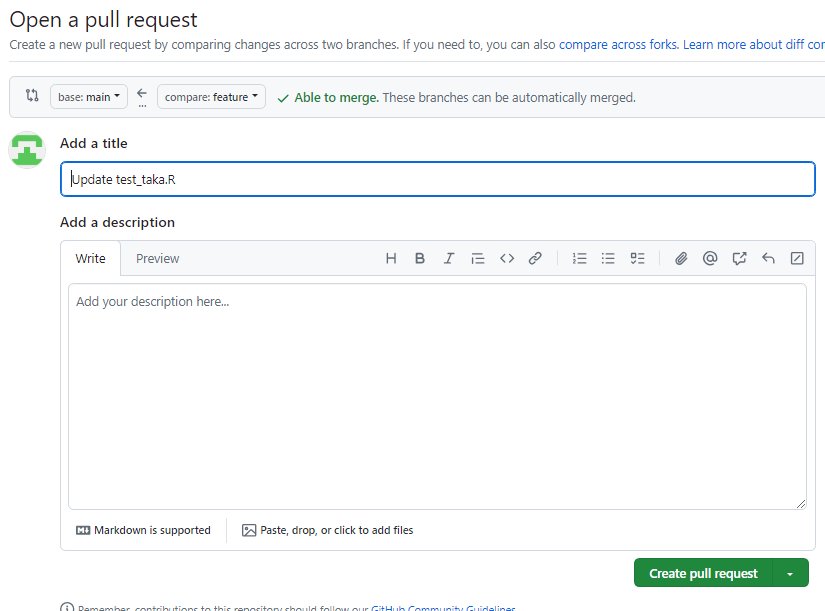 Open a pull request
Create a new pull request by comparing changes across two branches. If you need to, you can also compare across forks. Learn more about diff
base: main compare: feature Able to merge. These branches can be automatically merged.
Add a title
Update test_taka.R
Add a description
Write Preview
Add your description here...
Markdown is supported Paste, drop, or click to add files
Create pull request
Remember, contributions to this repository should follow our GitHub Community Guidelines